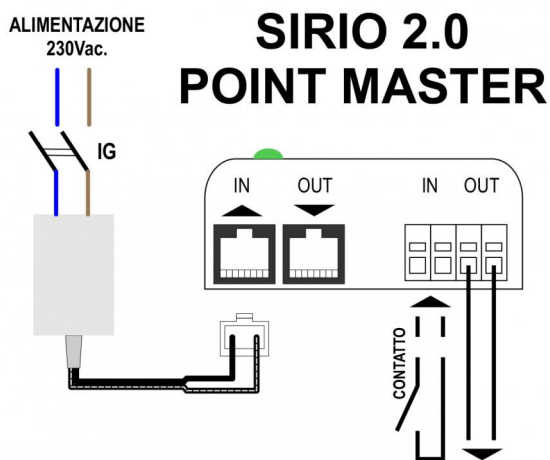 ALIMENTAZIONE
230Vac.
SIRIO 2.0
POINT MASTER
IG
IN OUT IN OUT
CONTATTO